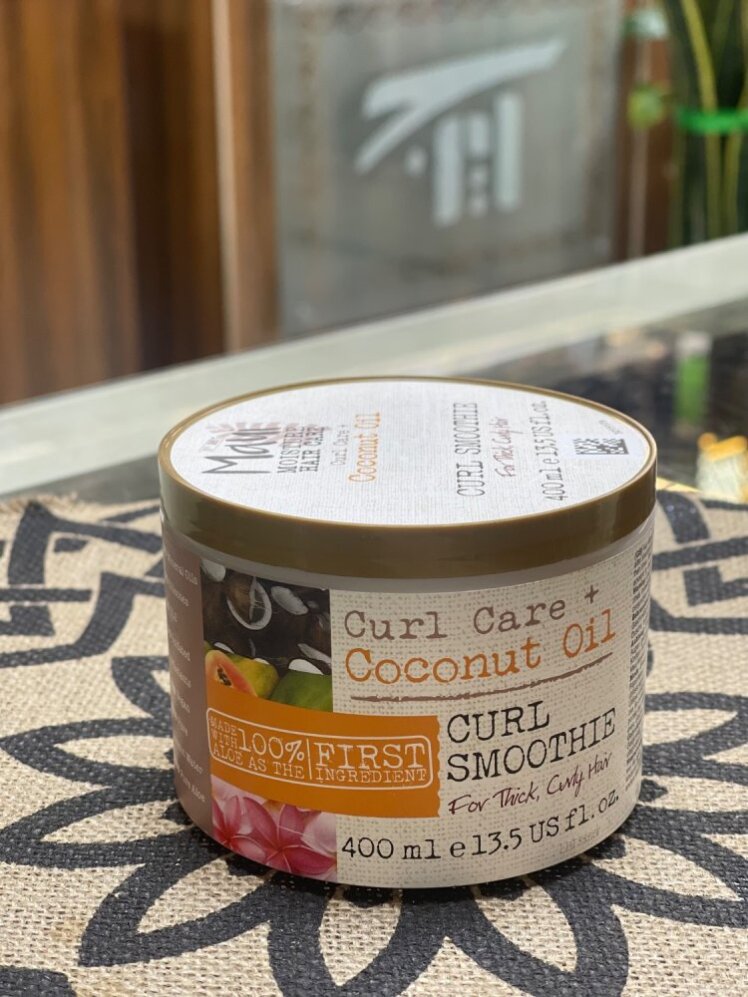 Maui
MOISTURE
HAIR CARE
Curl Care +
Coconut Oil
CURL SMOOTHIE
For Thick, Curly Hair
400 ml e 13.5 US fl. oz.
Curl Care +
Coconut Oil
CURL
SMOOTHIE
For Thick, Curly Hair
400 ml e 13.5 US fl. oz.
MADE
WITH 100% FIRST
ALOE AS THE INGREDIENT